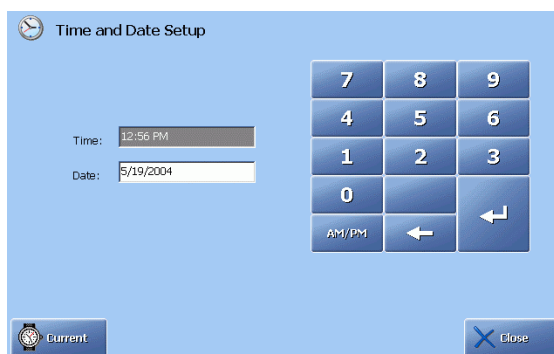 Time and Date Setup
7 8 9
4 5 6
Time: 12:56 PM
1 2 3
Date: 5/19/2004
0
AM/PM
Current
Close